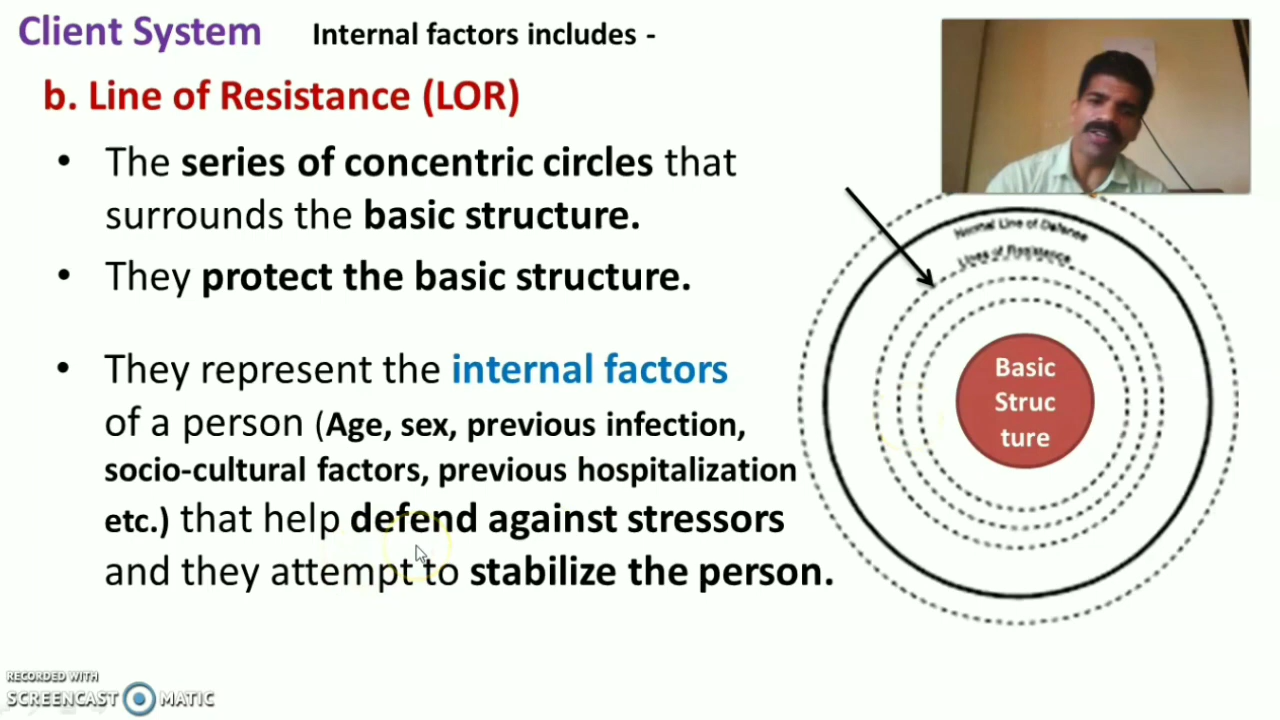 Client System Internal factors includes -
b. Line of Resistance (LOR)
• The series of concentric circles that
surrounds the basic structure.
• They protect the basic structure.
• They represent the internal factors
of a person (Age, sex, previous infection,
socio-cultural factors, previous hospitalization
etc.) that help defend against stressors
and they attempt to stabilize the person.
Normal Line of Defense
Lines of Resistance
Basic
Struc
ture
RECORDED WITH
SCREENCAST MATIC